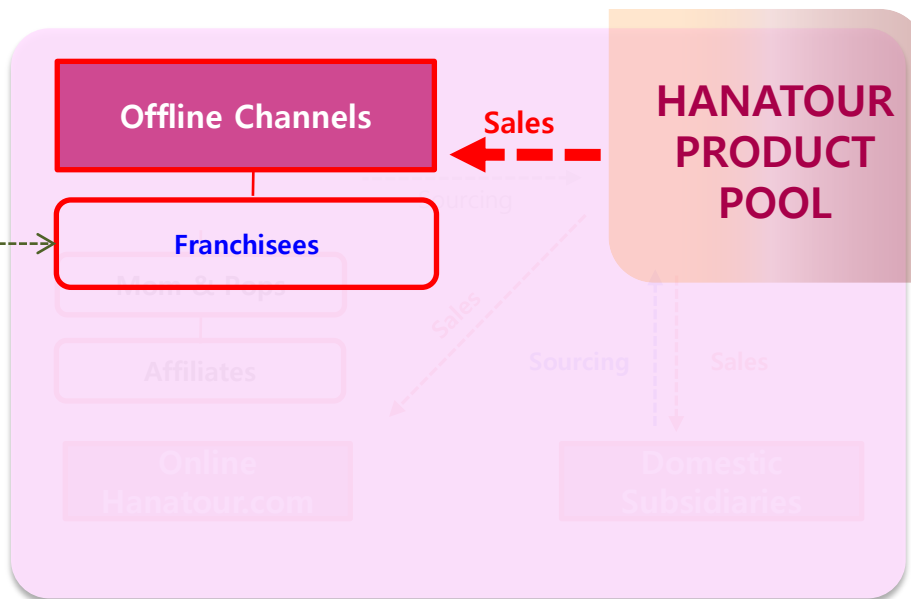 Offline Channels
Sales
HANATOUR
PRODUCT
POOL
Sourcing
Franchisees
Mom & Pops
Sales
Affiliates
Sourcing
Sales
Online
Hanatour.com
Domestic
Subsidiaries